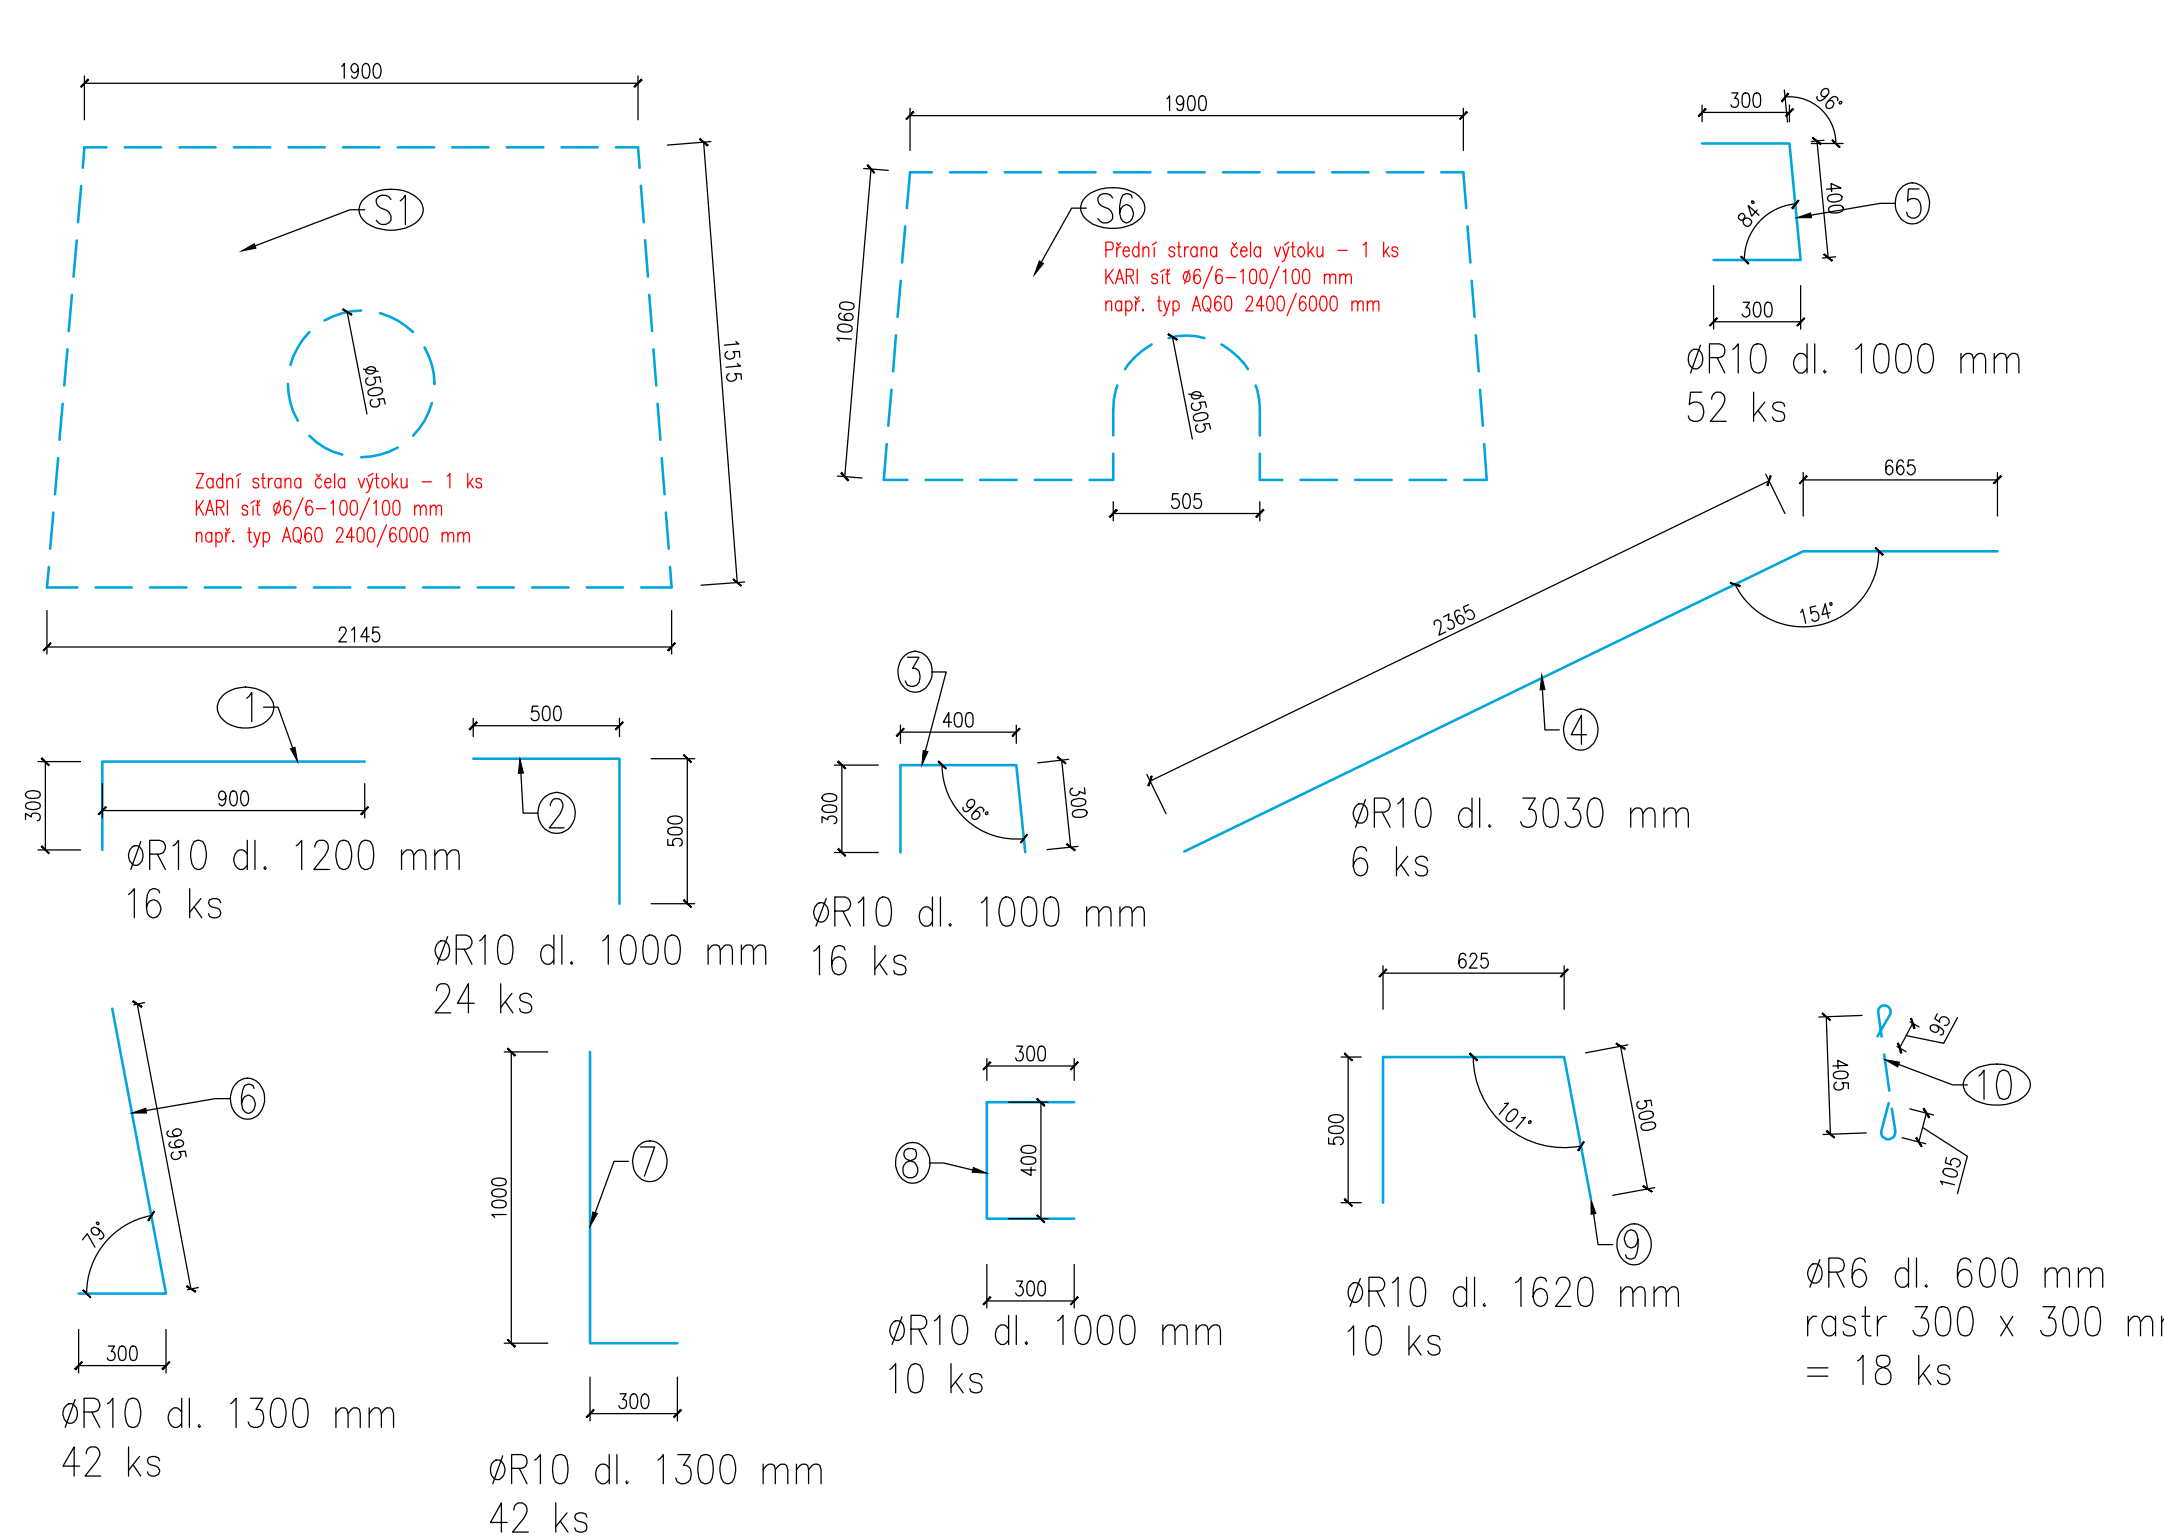 1900
S1
1515
ø505
Zadní strana čela výtoku – 1 ks
KARI síť ø6/6–100/100 mm
např. typ AQ60 2400/6000 mm
2145
1900
S6
Přední strana čela výtoku – 1 ks
KARI síť ø6/6–100/100 mm
např. typ AQ60 2400/6000 mm
1060
ø505
505
300
96°
400
84°
5
300
øR10 dl. 1000 mm
52 ks
1
300
900
øR10 dl. 1200 mm
16 ks
500
2
500
øR10 dl. 1000 mm
24 ks
3
400
300
96°
300
øR10 dl. 1000 mm
16 ks
665
2365
154°
4
øR10 dl. 3030 mm
6 ks
6
995
79°
300
øR10 dl. 1300 mm
42 ks
1000
7
300
øR10 dl. 1300 mm
42 ks
300
8
400
300
øR10 dl. 1000 mm
10 ks
625
500
101°
500
9
øR10 dl. 1620 mm
10 ks
95
405
10
105
øR6 dl. 600 mm
rastr 300 x 300
= 18 ks